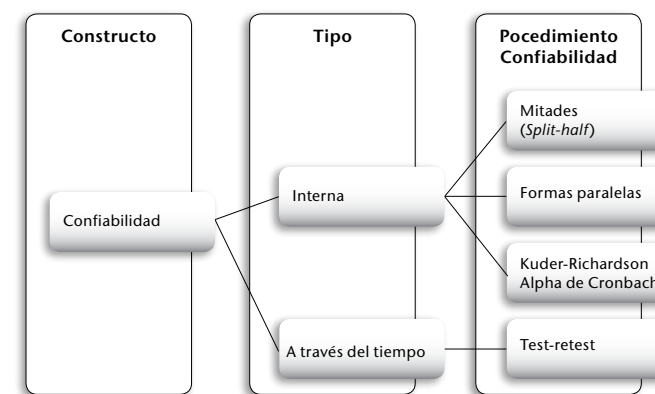 Constructo
Tipo
Pocedimiento
Confiabilidad
Confiabilidad
Interna
A través del tiempo
Mitades
(Split-half)
Formas paralelas
Kuder-Richardson
Alpha de Cronbach
Test-retest